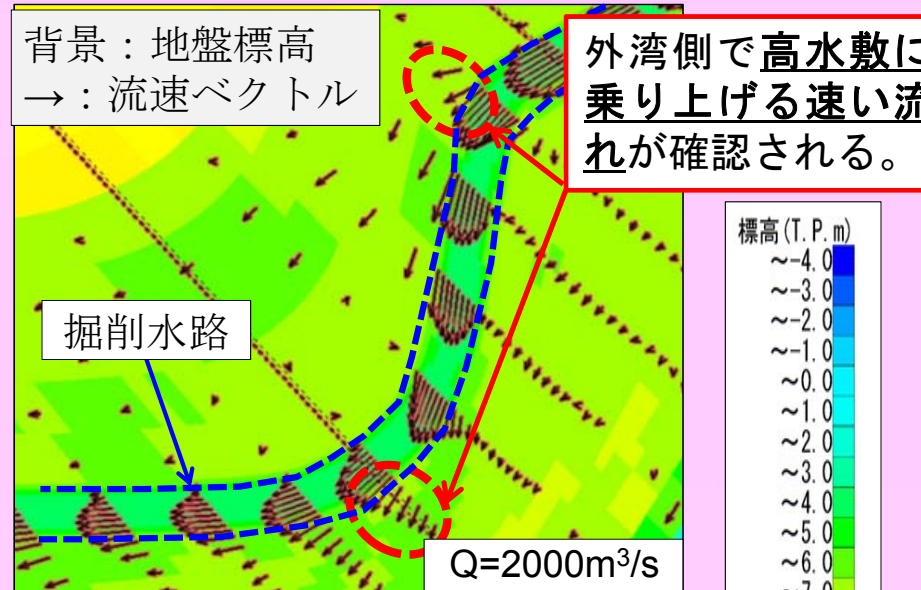 背景：地盤標高
→：流速ベクトル
外湾側で高水敷に
乗り上げる速い流
れが確認される。
掘削水路
Q=2000m³/s
標高(T.P.m)
～-4.0
～-3.0
～-2.0
～-1.0
～0.0
～1.0
～2.0
～3.0
～4.0
～5.0
～6.0
～7.0